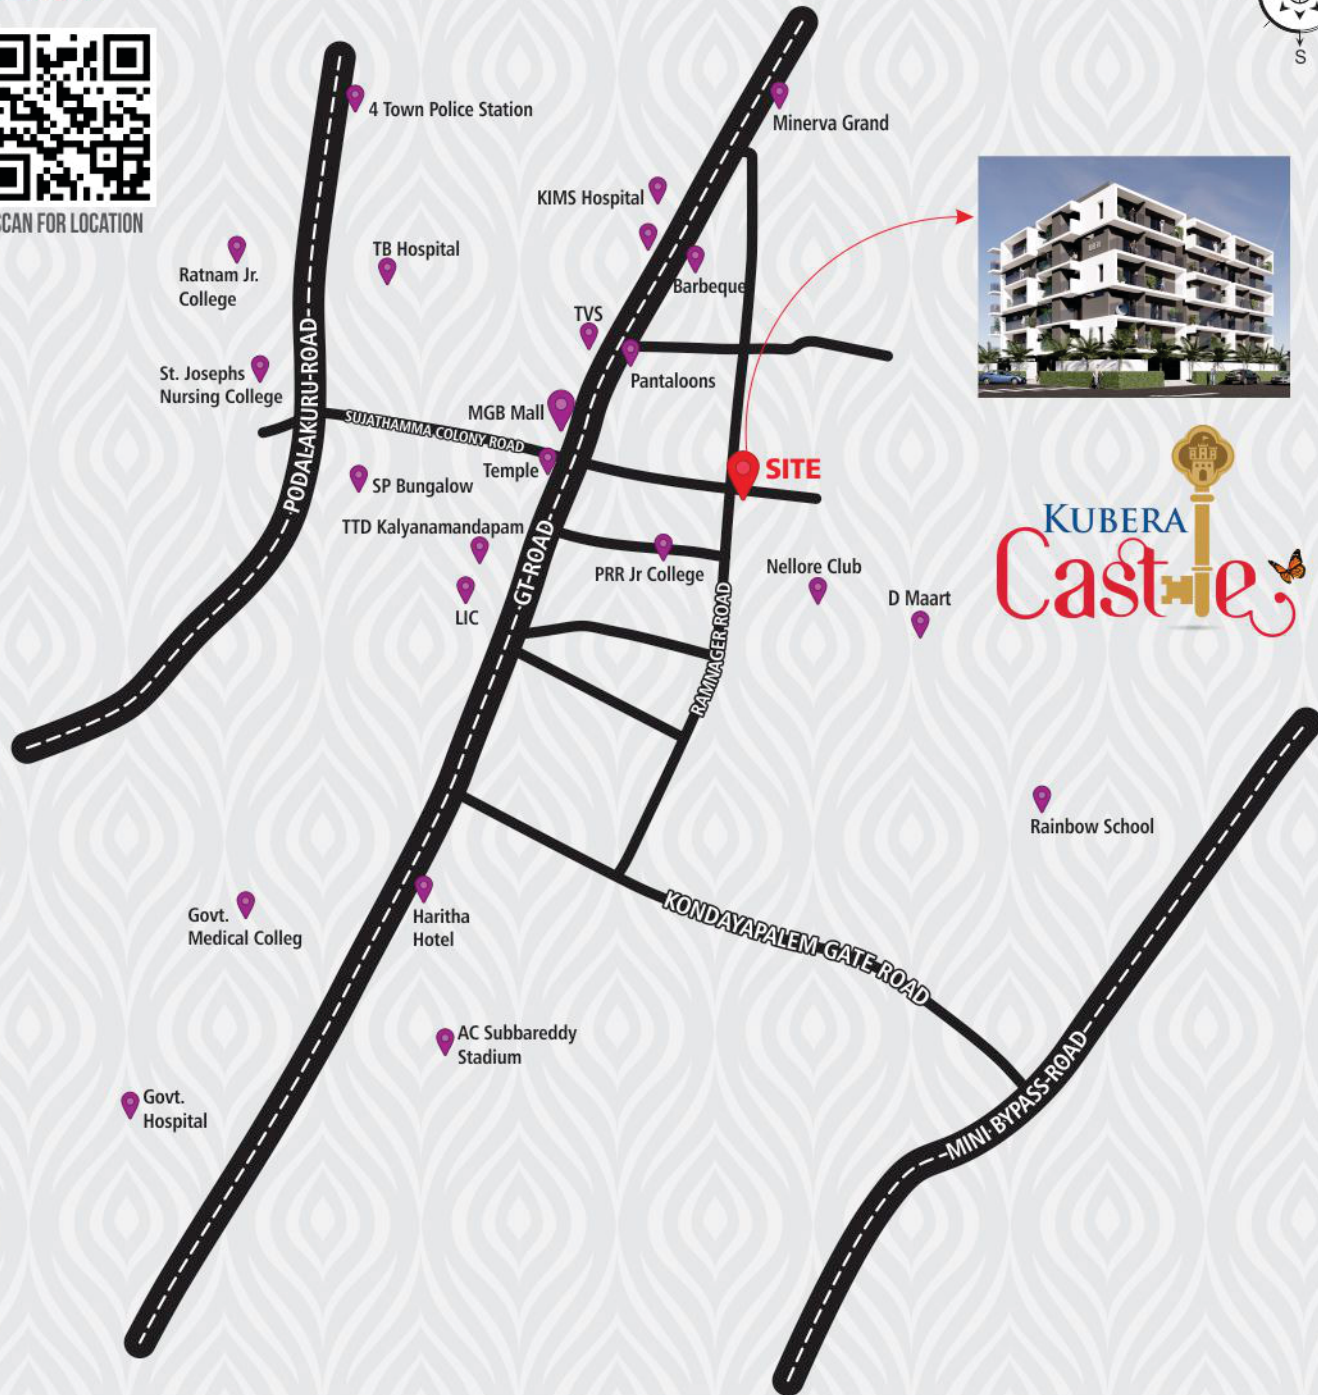 S
4 Town Police Station
Minerva Grand
KIMS Hospital
SCAN FOR LOCATION
TB Hospital
Ratnam Jr.
College
Barbeque
TVS
PODALAKURU ROAD
St. Josephs
Nursing College
Pantaloons
MGB Mall
SUJATHAMMA COLONY ROAD
Temple
SITE
SP Bungalow
TTD Kalyanamandapam
GT ROAD
PRR Jr College
Nellore Club
D Maart
LIC
RAMNAGER ROAD
KUBERA
Castle
Rainbow School
Haritha
Hotel
Govt.
Medical Colleg
KONDAYAPALEM GATE ROAD
AC Subbareddy
Stadium
Govt.
Hospital
MINI BYPASS ROAD